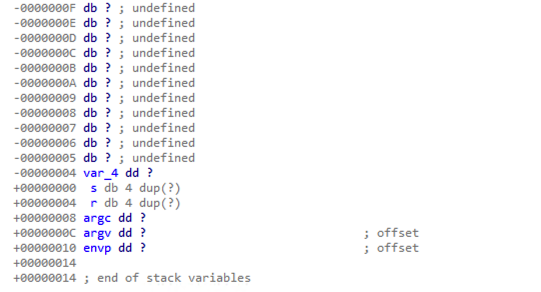 -0000000F db ? ; undefined
-0000000E db ? ; undefined
-0000000D db ? ; undefined
-0000000C db ? ; undefined
-0000000B db ? ; undefined
-0000000A db ? ; undefined
-00000009 db ? ; undefined
-00000008 db ? ; undefined
-00000007 db ? ; undefined
-00000006 db ? ; undefined
-00000005 db ? ; undefined
-00000004 var_4 dd ?
+00000000  s db 4 dup(?)
+00000004  r db 4 dup(?)
+00000008 argc dd ?
+0000000C argv dd ? ; offset
+00000010 envp dd ? ; offset
+00000014
+00000014 ; end of stack variables